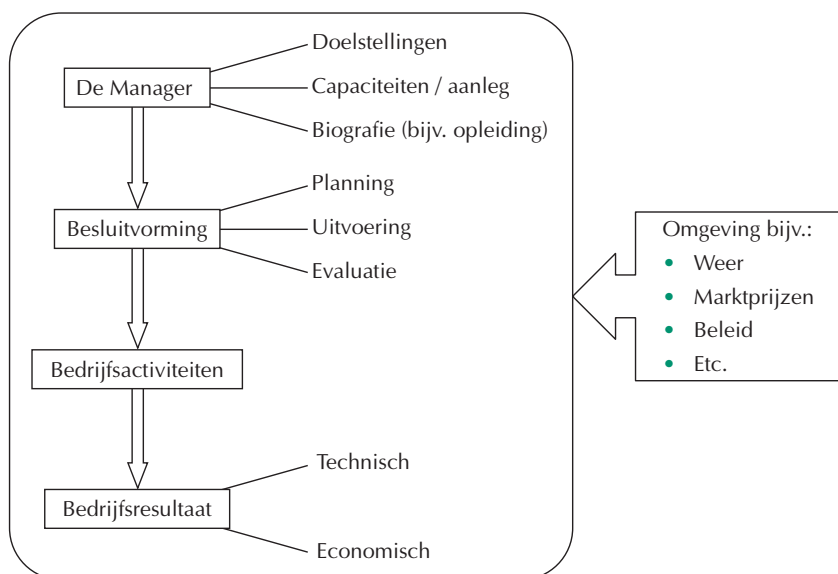 Doelstellingen
De Manager
Capaciteiten / aanleg
Biografie (bijv. opleiding)
Planning
Besluitvorming
Uitvoering
Evaluatie
Bedrijfsactiviteiten
Technisch
Bedrijfsresultaat
Economisch
Omgeving bijv.:
• Weer
• Marktprijzen
• Beleid
• Etc.